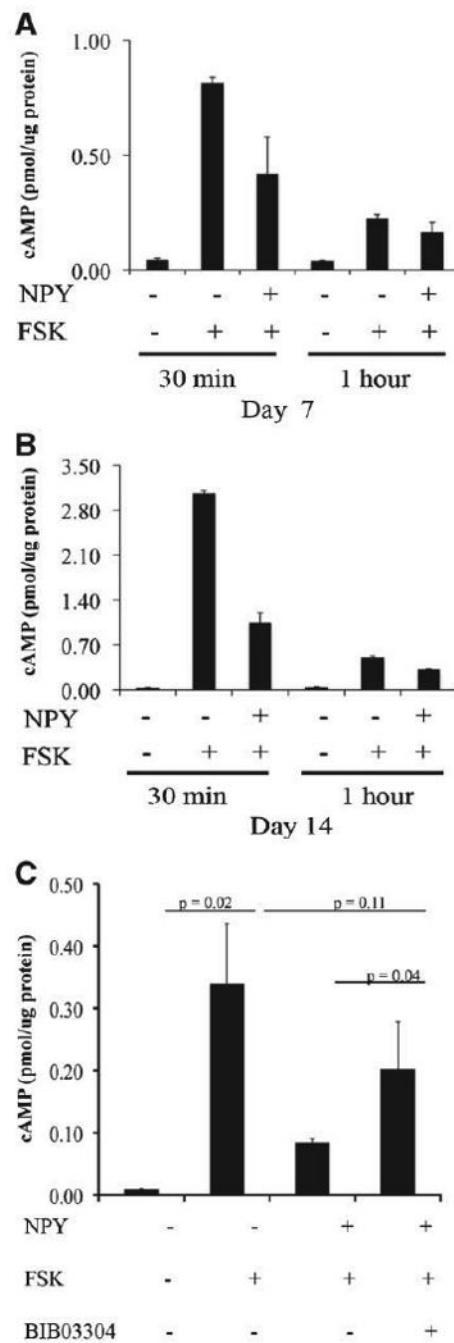 A
cAMP (pmol/ug protein)
1.00
0.50
0.00
NPY - - + - - +
FSK - + + - + +
30 min 1 hour
Day 7
B
cAMP (pmol/ug protein)
3.50
2.80
2.10
1.40
0.70
0.00
NPY - - + - - +
FSK - + + - + +
30 min 1 hour
Day 14
C
cAMP (pmol/ug protein)
0.50
p = 0.02 p = 0.11
0.40
p = 0.04
0.30
0.20
0.10
0.00
NPY - - + +
FSK - + + +
BIB03304 - - - +